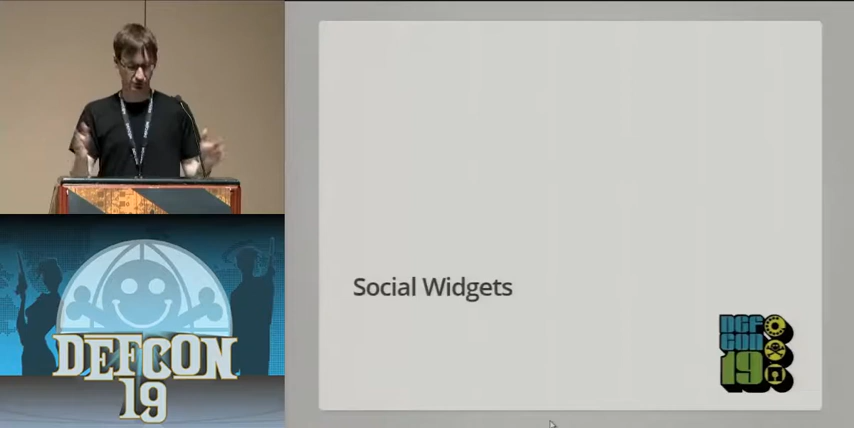 Social Widgets
DEFCON
19
DEF
CON
19